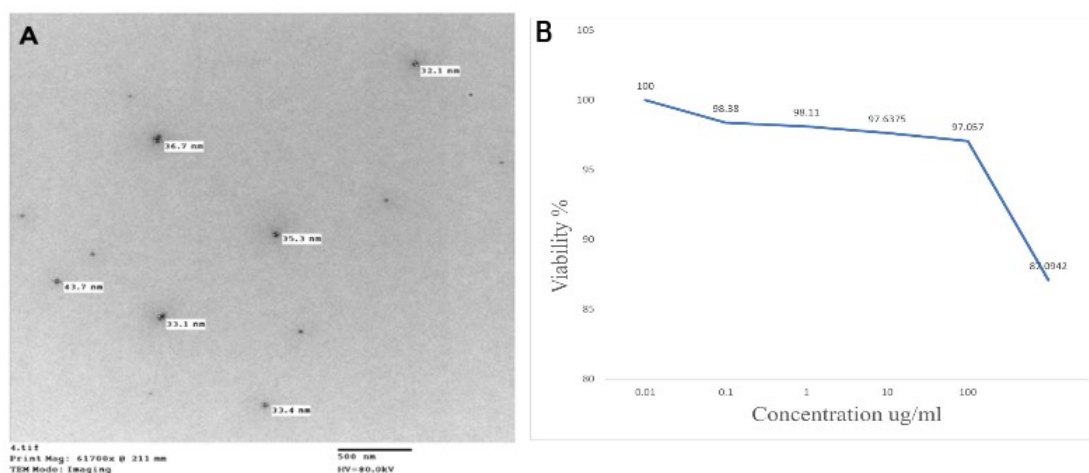 A
32.1 nm
36.7 nm
35.3 nm
43.7 nm
33.1 nm
33.4 nm
4.tif
Print Mag: 61700x @ 211 mm
TEM Mode: Imaging
500 nm
HV=80.0kV
B
105
100
95
90
85
80
Viability %
100
98.38
98.11
97.6375
97.057
87.0942
0.01
0.1
1
10
100
Concentration ug/ml